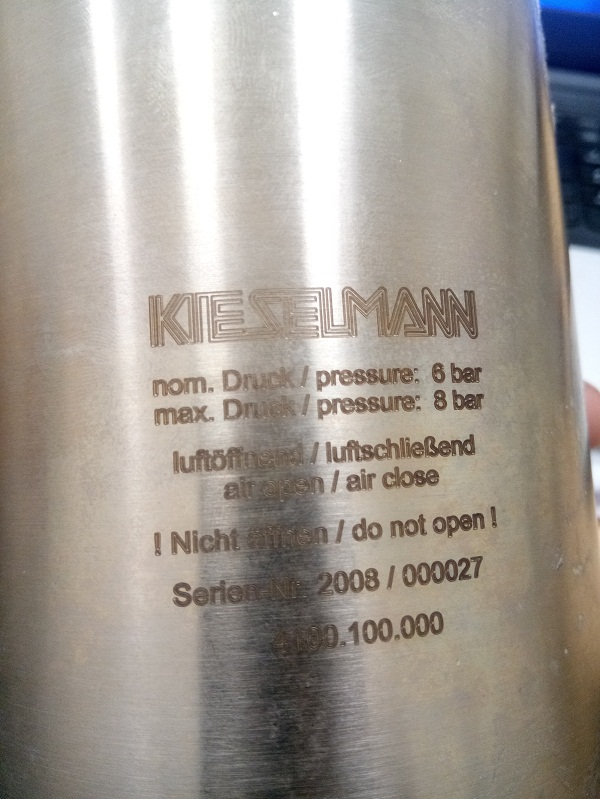 KIESELMANN
nom. Druck / pressure: 6 bar
max. Druck / pressure: 8 bar
luftöffnend / luftschließend
air open / air close
! Nicht öffnen / do not open !
Serien-Nr. 2008 / 000027